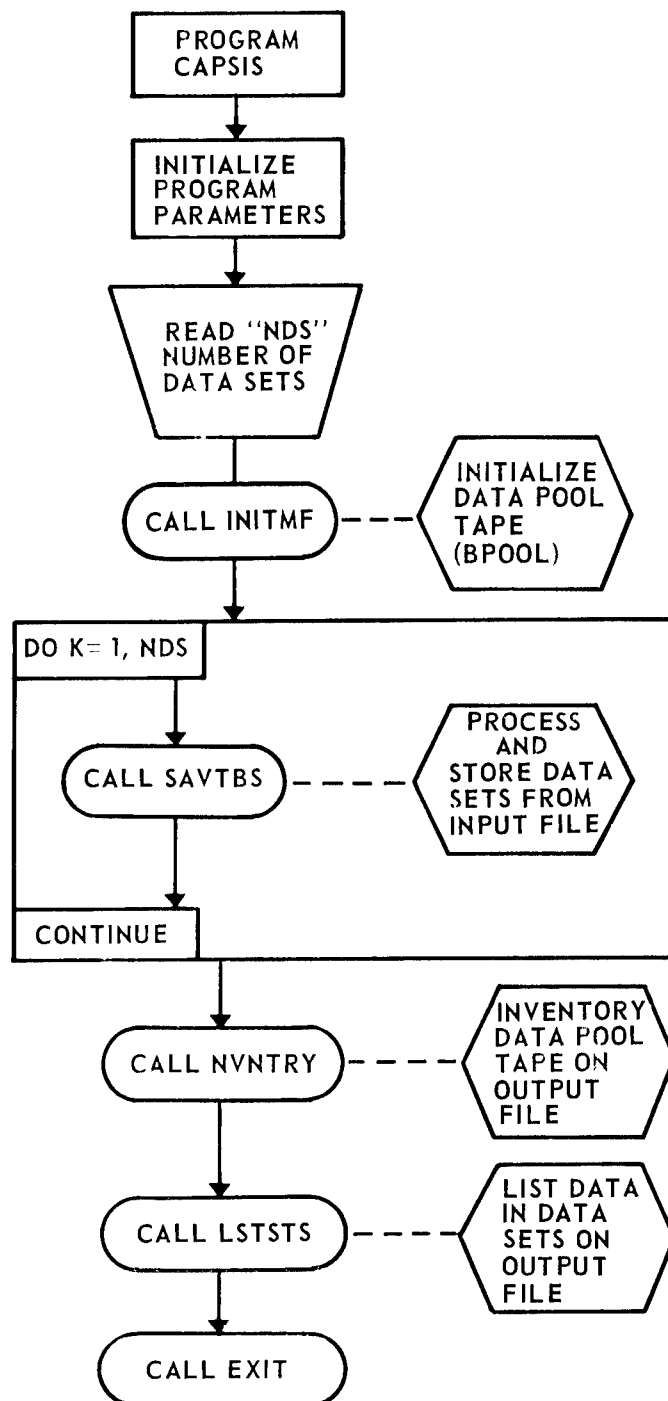 PROGRAM
CAPSIS
INITIALIZE
PROGRAM
PARAMETERS
READ "NDS"
NUMBER OF
DATA SETS
CALL INITMF
INITIALIZE
DATA POOL
TAPE
(BPOOL)
DO K= 1, NDS
CALL SAVTBS
PROCESS
AND
STORE DATA
SETS FROM
INPUT FILE
CONTINUE
CALL NVNTRY
INVENTORY
DATA POOL
TAPE ON
OUTPUT
FILE
CALL LSTSTS
LIST DATA
IN DATA
SETS ON
OUTPUT
FILE
CALL EXIT